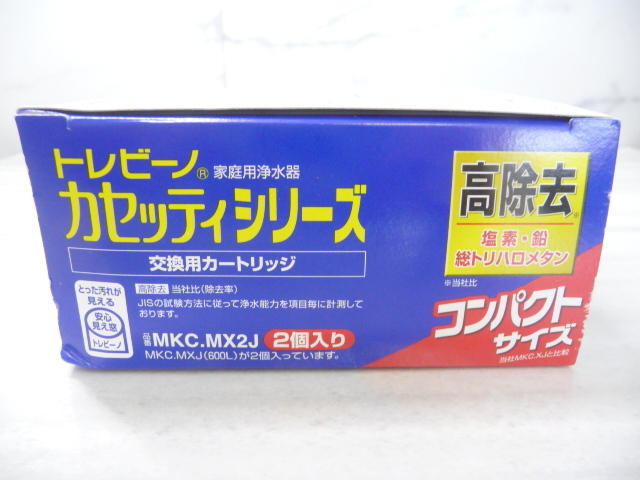 トレビーノ® 家庭用浄水器
カセッティシリーズ
交換用カートリッジ
とった汚れが
見える
安心
見え窓
トレビーノ
高除去 当社比(除去率)
JISの試験方法に従って浄水能力を項目毎に計測して
おります。
品番 MKC.MX2J 2個入り
MKC.MXJ(600L)が2個入っています。
高除去※
塩素・鉛
総トリハロメタン
※当社比
コンパクト
サイズ
当社MKC.XJと比較